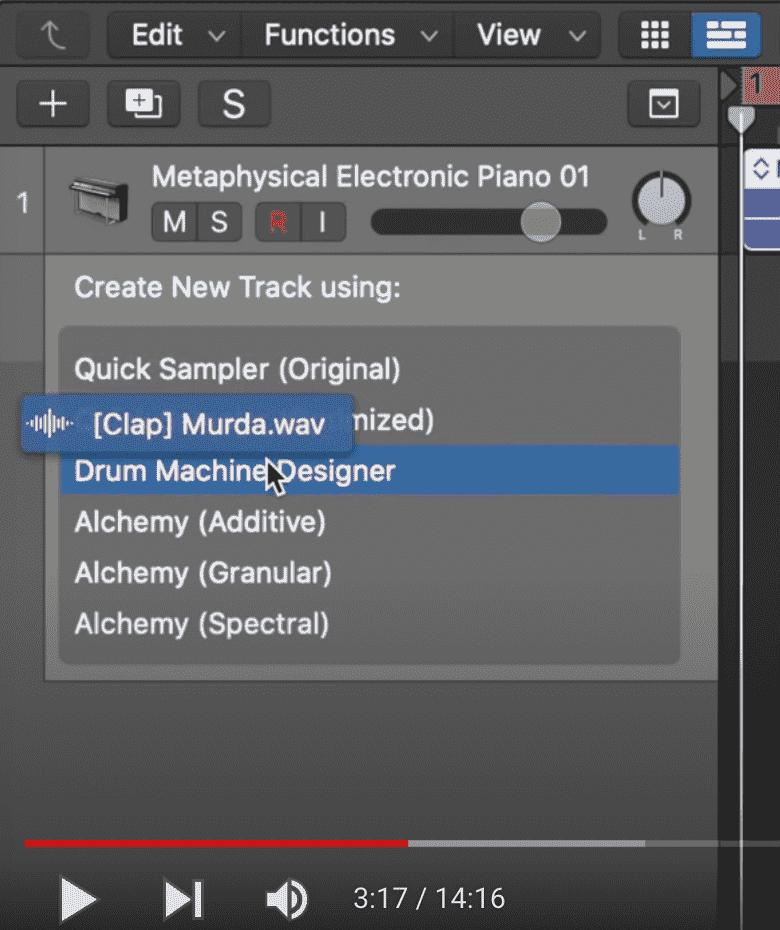 Edit Functions View
S
1
1 Metaphysical Electronic Piano 01
M S R I
L R
Create New Track using:
Quick Sampler (Original)
[Clap] Murda.wav mized)
Drum Machine Designer
Alchemy (Additive)
Alchemy (Granular)
Alchemy (Spectral)
3:17 / 14:16